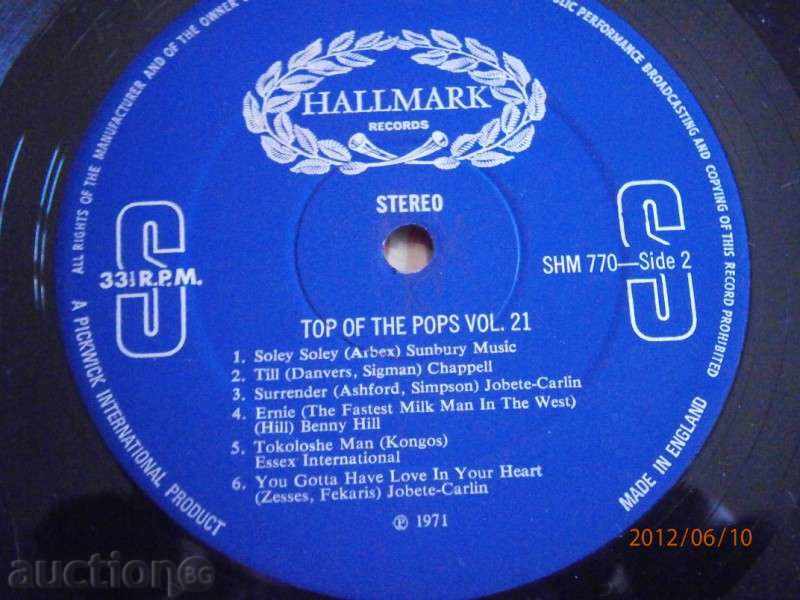 ALL RIGHTS OF THE MANUFACTURER AND OF THE OWNER
PUBLIC PERFORMANCE BROADCASTING AND COPYING OF THIS RECORD PROHIBITED
HALLMARK
RECORDS
STEREO
33⅓ R.P.M.
S
SHM 770—Side 2
S
TOP OF THE POPS VOL. 21
1. Soley Soley (Arbex) Sunbury Music
2. Till (Danvers, Sigman) Chappell
3. Surrender (Ashford, Simpson) Jobete-Carlin
4. Ernie (The Fastest Milk Man In The West)
(Hill) Benny Hill
5. Tokoloshe Man (Kongos)
Essex International
6. You Gotta Have Love In Your Heart
(Zesses, Fekaris) Jobete-Carlin
℗ 1971
A PICKWICK INTERNATIONAL PRODUCT
MADE IN ENGLAND
2012/06/10
auction BG